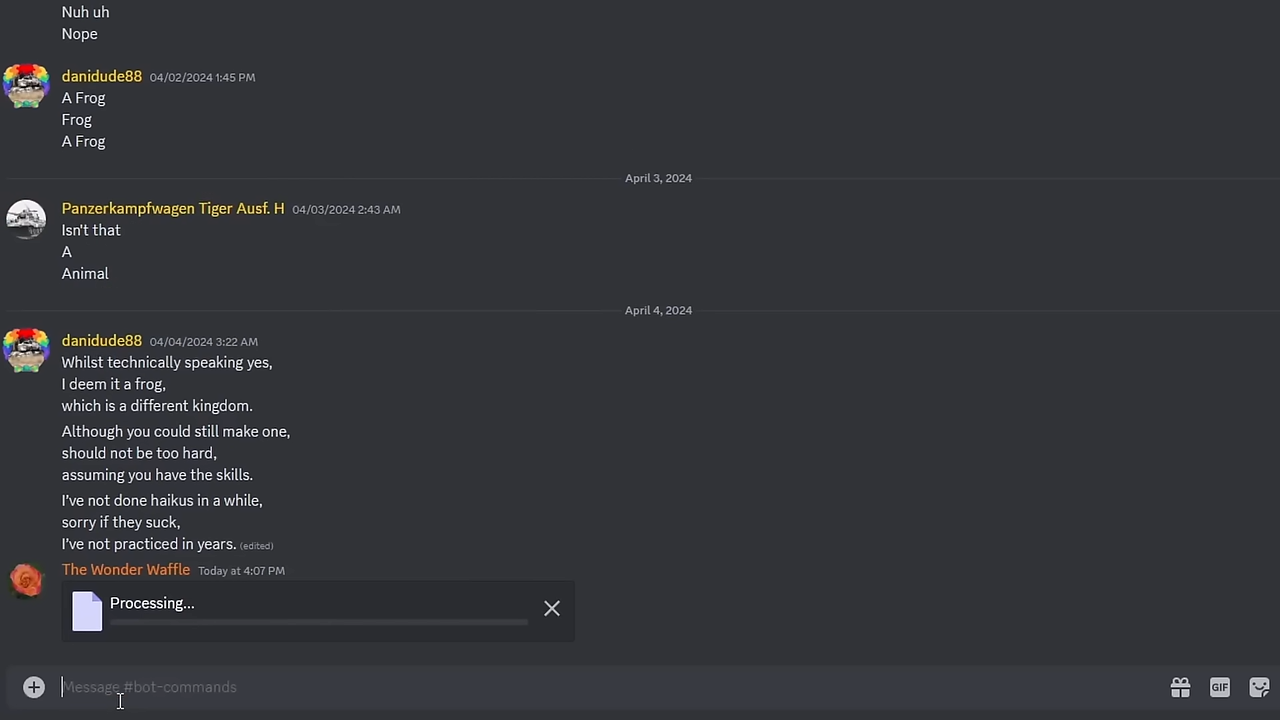 Nuh uh
Nope
danidude88 04/02/2024 1:45 PM
A Frog
Frog
A Frog
April 3, 2024
Panzerkampfwagen Tiger Ausf. H 04/03/2024 2:43 AM
Isn't that
A
Animal
April 4, 2024
danidude88 04/04/2024 3:22 AM
Whilst technically speaking yes,
I deem it a frog,
which is a different kingdom.
Although you could still make one,
should not be too hard,
assuming you have the skills.
I've not done haikus in a while,
sorry if they suck,
I've not practiced in years. (edited)
The Wonder Waffle Today at 4:07 PM
Processing...
Message #bot-commands
GIF